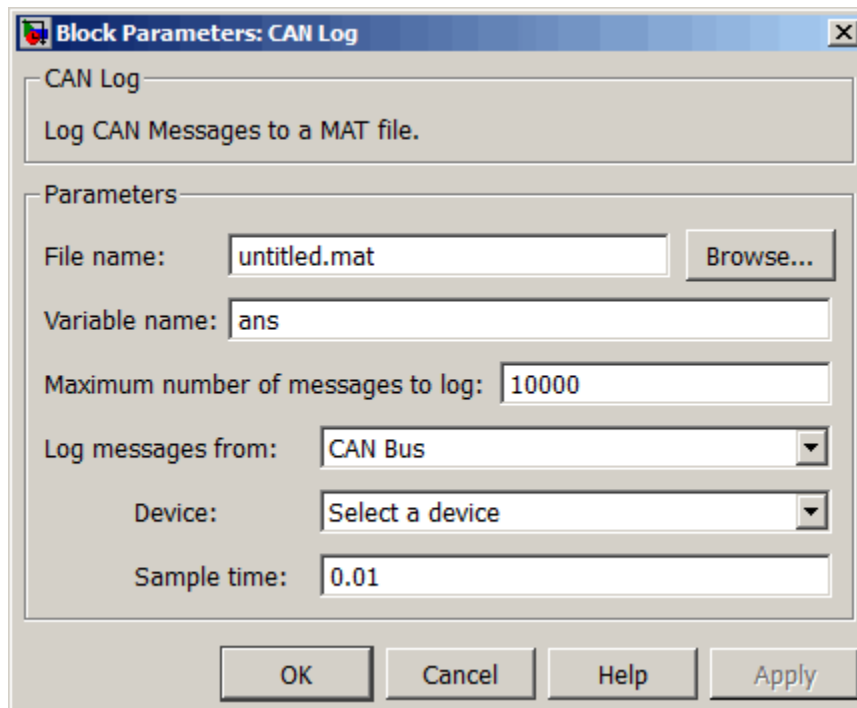 Block Parameters: CAN Log
CAN Log
Log CAN Messages to a MAT file.
Parameters
File name: untitled.mat Browse...
Variable name: ans
Maximum number of messages to log: 10000
Log messages from: CAN Bus
Device: Select a device
Sample time: 0.01
OK Cancel Help Apply